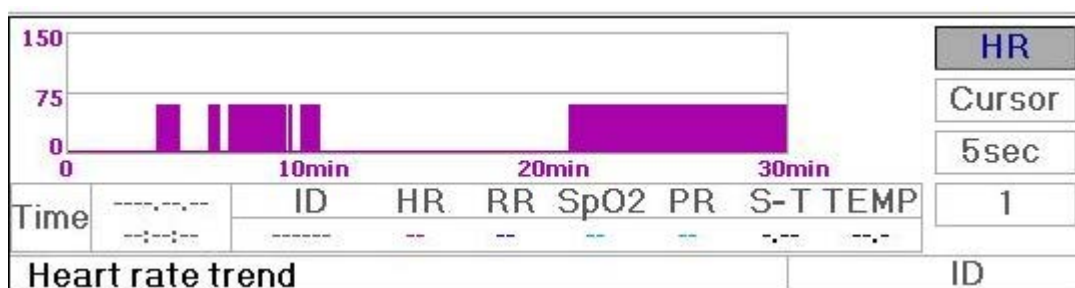 150
HR
75
Cursor
0
5sec
0 10min 20min 30min
Time ----.--.-- ID HR RR SpO2 PR S-T TEMP 1
--:--:-- ------ -- -- -- -- -.-- --.-
Heart rate trend ID